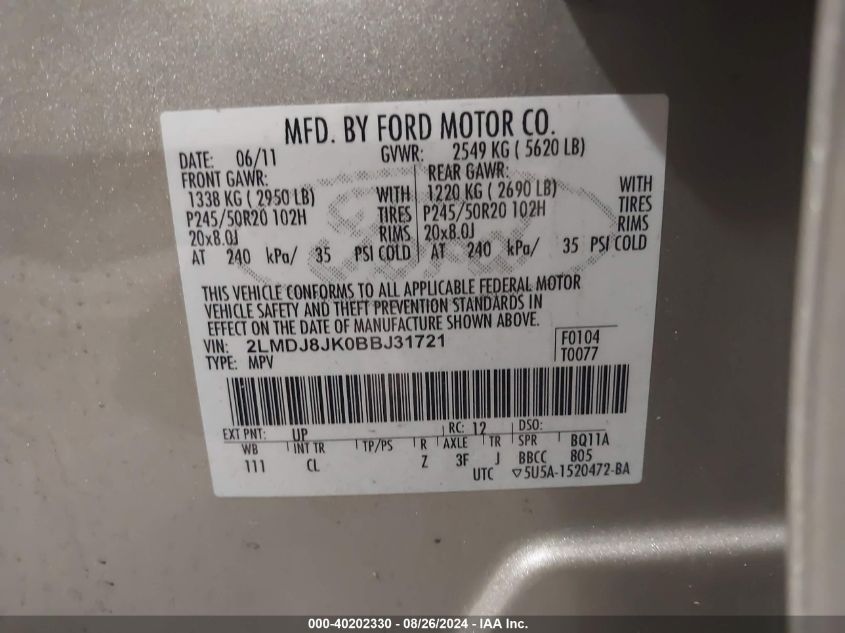 MFD. BY FORD MOTOR CO.
DATE: 06/11 GVWR: 2549 KG ( 5620 LB)
FRONT GAWR: REAR GAWR:
1338 KG ( 2950 LB) WITH 1220 KG ( 2690 LB) WITH
P245/50R20 102H TIRES P245/50R20 102H TIRES
20x8.0J RIMS 20x8.0J RIMS
AT 240 kPa/ 35 PSI COLD AT 240 kPa/ 35 PSI COLD
THIS VEHICLE CONFORMS TO ALL APPLICABLE FEDERAL MOTOR
VEHICLE SAFETY AND THEFT PREVENTION STANDARDS IN
EFFECT ON THE DATE OF MANUFACTURE SHOWN ABOVE.
VIN: 2LMDJ8JK0BBJ31721 F0104
TYPE: MPV T0077
EXT PNT: UP RC: 12 DSO:
WB INT TR TP/PS R AXLE TR SPR BQ11A
111 CL Z 3F J BBCC 805
UTC ▽5U5A-1520472-BA
000-40202330 - 08/26/2024 - IAA Inc.